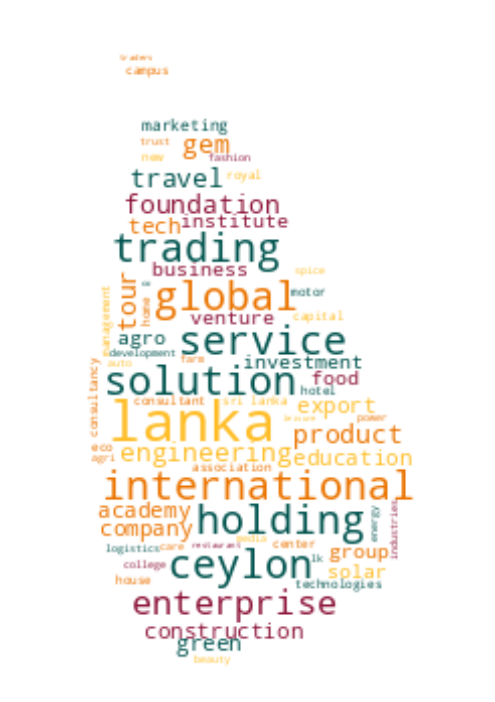 traders
campus
marketing
trust gem
new fashion
travel royal
foundation
tech institute
trading
business spice
tour home global motor
management venture capital
agro service
development investment
auto farm
solution food
hotel
consultancy consultant sri lanka export
lanka leisure power
product
eco engineering education
agri association
international
academy holding energy industries
company
logistics care restaurant media center
ceylon lk group
college solar
house technologies
enterprise
construction
green
beauty